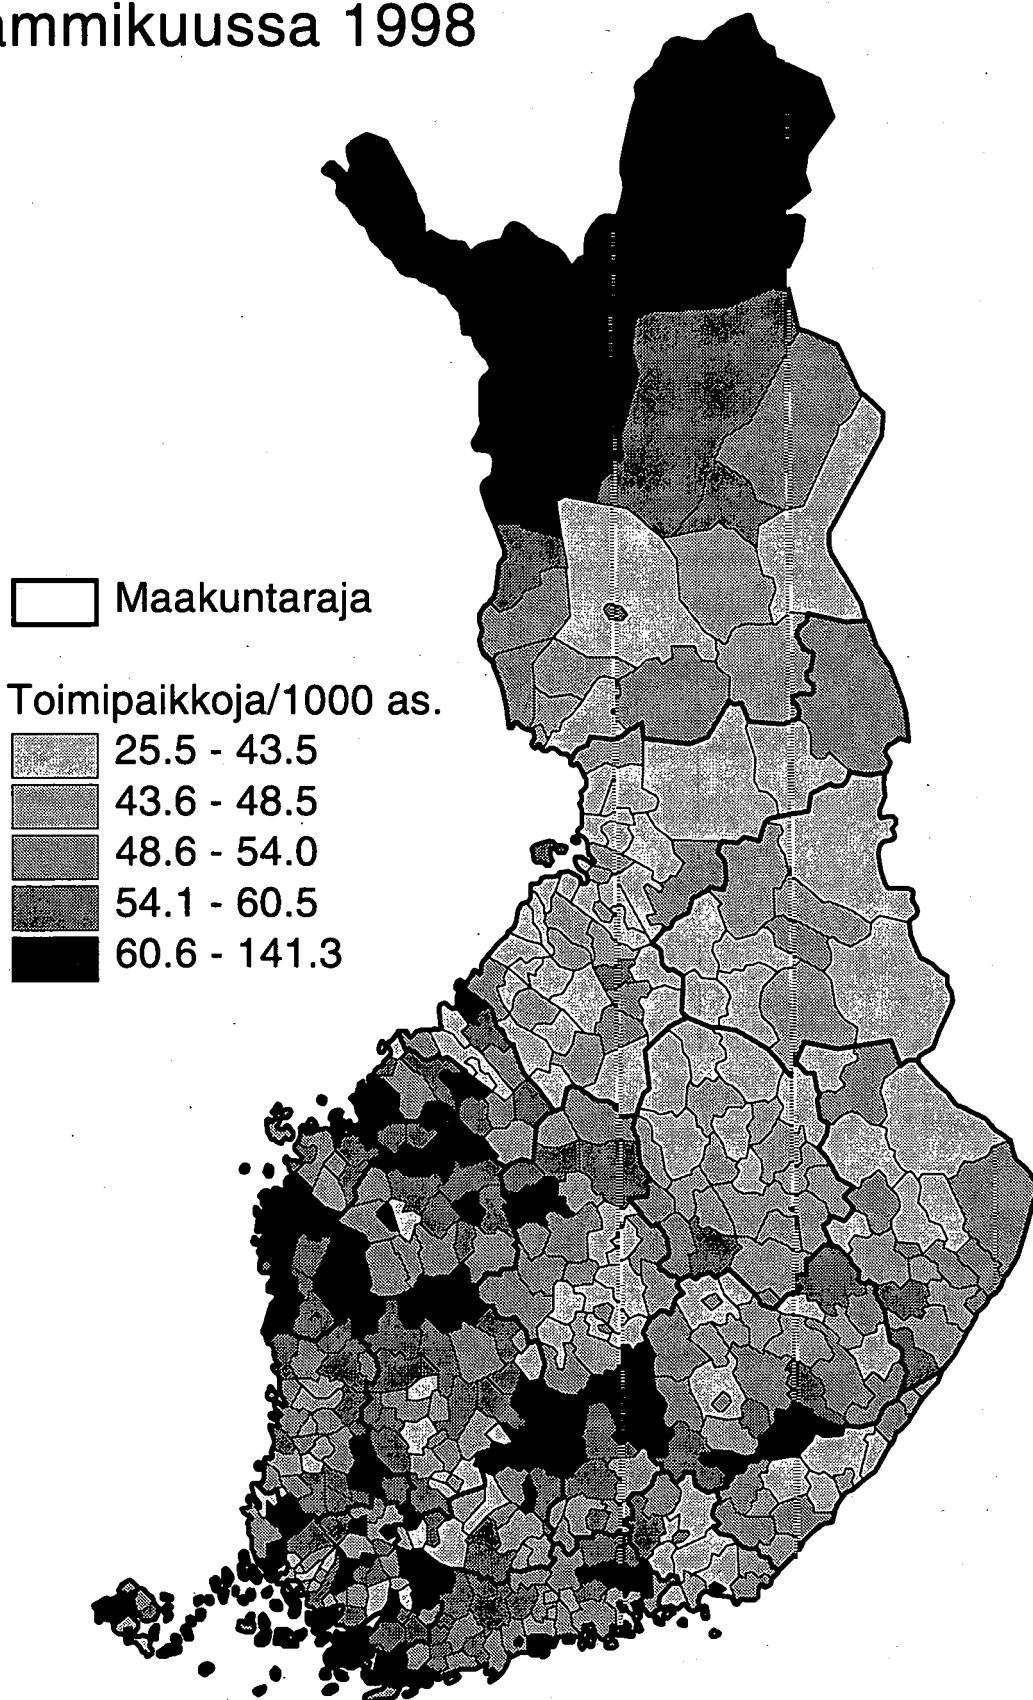 ammikuussa 1998
Maakuntaraja
Toimipaikkoja/1000 as.
25.5 - 43.5
43.6 - 48.5
48.6 - 54.0
54.1 - 60.5
60.6 - 141.3